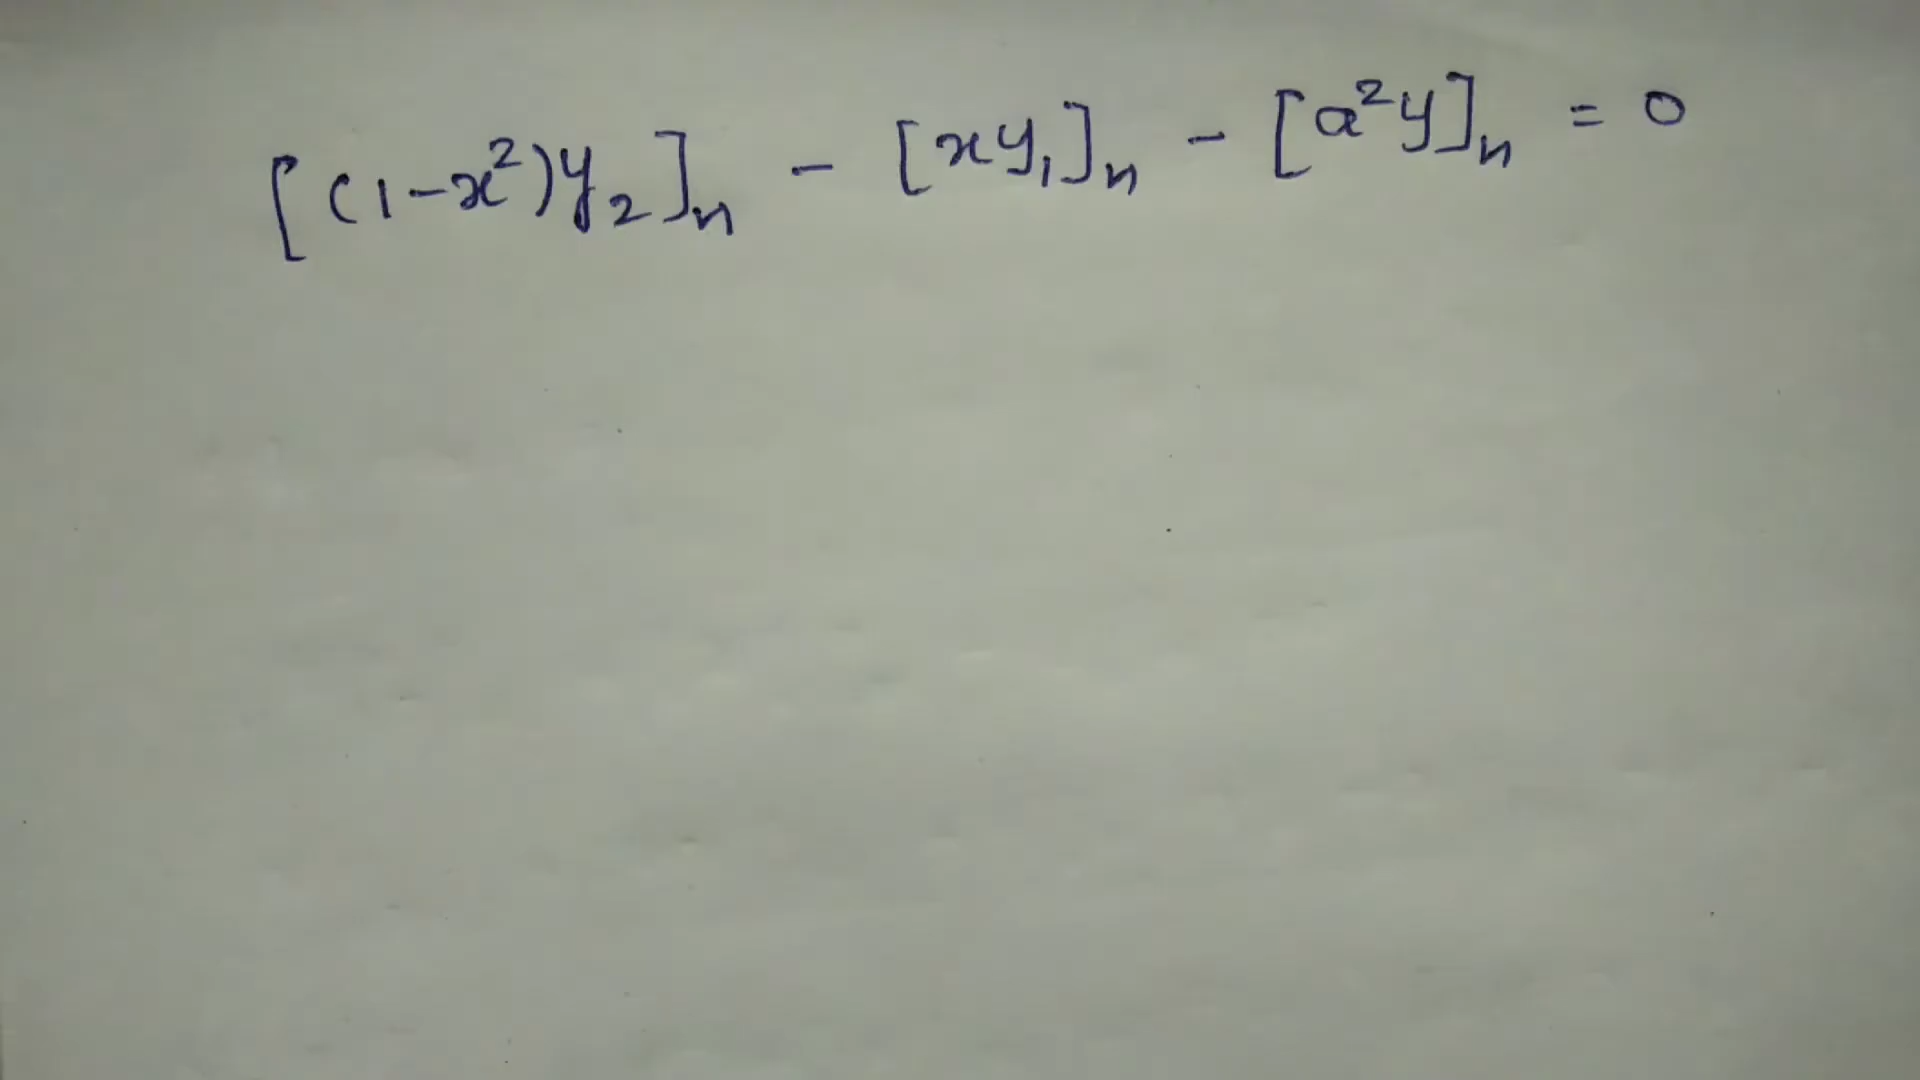 [(1-x²)y₂]ₙ - [xy₁]ₙ - [a²y]ₙ = 0